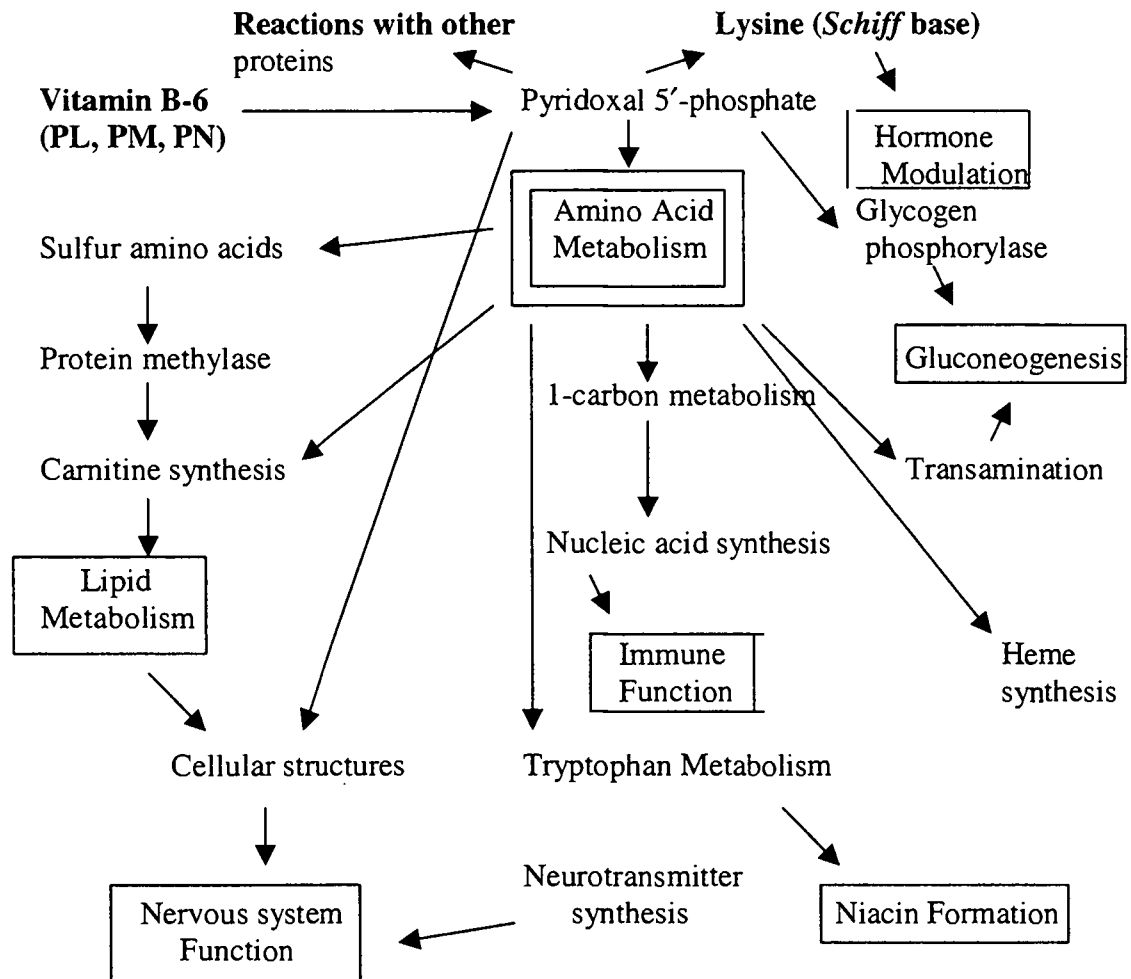 Reactions with other
proteins
Lysine (Schiff base)
Vitamin B-6
(PL, PM, PN)
Pyridoxal 5′-phosphate
Hormone
Modulation
Amino Acid
Metabolism
Glycogen
phosphorylase
Sulfur amino acids
Protein methylase
Gluconeogenesis
1-carbon metabolism
Carnitine synthesis
Transamination
Nucleic acid synthesis
Lipid
Metabolism
Immune
Function
Heme
synthesis
Cellular structures
Tryptophan Metabolism
Neurotransmitter
synthesis
Nervous system
Function
Niacin Formation